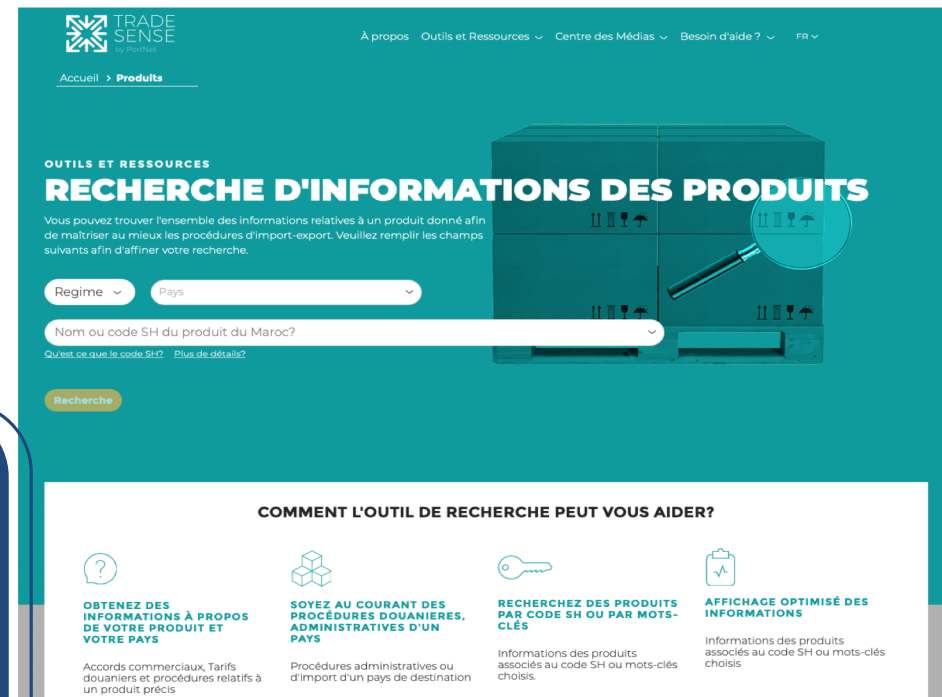 TRADE
SENSE
by PortNet
À propos Outils et Ressources Centre des Médias Besoin d'aide ? FR
Accueil > Produits
OUTILS ET RESSOURCES
RECHERCHE D'INFORMATIONS DES PRODUITS
Vous pouvez trouver l'ensemble des informations relatives à un produit donné afin
de maîtriser au mieux les procédures d'import-export. Veuillez remplir les champs
suivants afin d'affiner votre recherche.
Regime Pays
Nom ou code SH du produit du Maroc?
Qu'est ce que le code SH? Plus de détails?
Recherche
COMMENT L'OUTIL DE RECHERCHE PEUT VOUS AIDER?
OBTENEZ DES
INFORMATIONS À PROPOS
DE VOTRE PRODUIT ET
VOTRE PAYS
Accords commerciaux, Tarifs
douaniers et procédures relatifs à
un produit précis
SOYEZ AU COURANT DES
PROCÉDURES DOUANIERES,
ADMINISTRATIVES D'UN
PAYS
Procédures administratives ou
d'import d'un pays de destination
RECHERCHEZ DES PRODUITS
PAR CODE SH OU PAR MOTS-
CLÉS
Informations des produits
associés au code SH ou mots-clés
choisis.
AFFICHAGE OPTIMISÉ DES
INFORMATIONS
Informations des produits
associés au code SH ou mots-clés
choisis